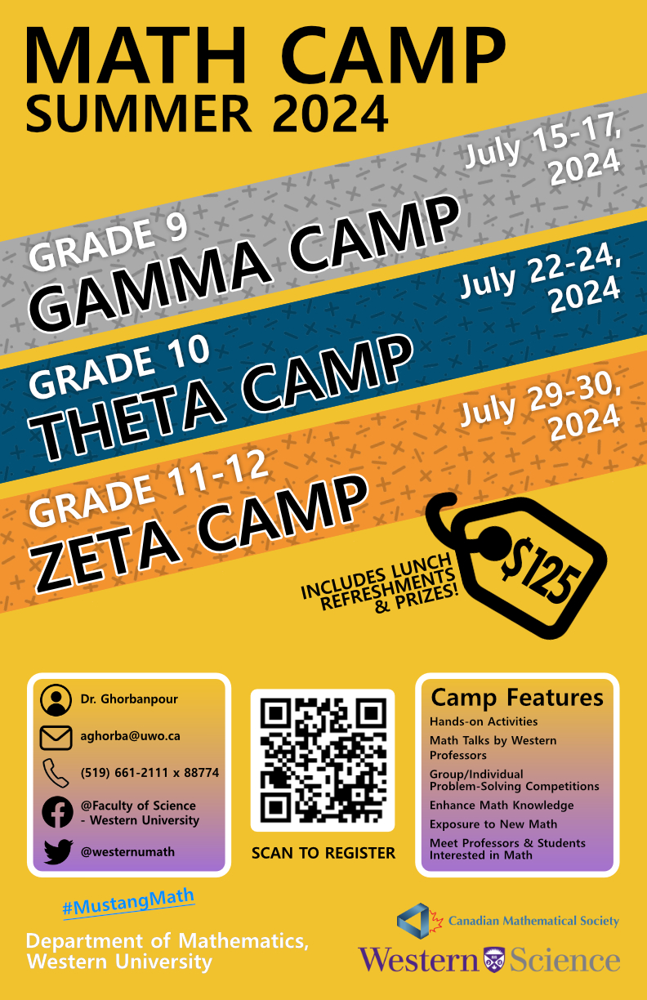 MATH CAMP
SUMMER 2024
July 15-17,
2024
GRADE 9
GAMMA CAMP
July 22-24,
2024
GRADE 10
THETA CAMP
July 29-30,
2024
GRADE 11-12
ZETA CAMP
$125
INCLUDES LUNCH
REFRESHMENTS
& PRIZES!
Dr. Ghorbanpour
aghorba@uwo.ca
(519) 661-2111 x 88774
@Faculty of Science
- Western University
@westernumath
SCAN TO REGISTER
Camp Features
Hands-on Activities
Math Talks by Western
Professors
Group/Individual
Problem-Solving Competitions
Enhance Math Knowledge
Exposure to New Math
Meet Professors & Students
Interested in Math
#MustangMath
Department of Mathematics,
Western University
Canadian Mathematical Society
Western Science